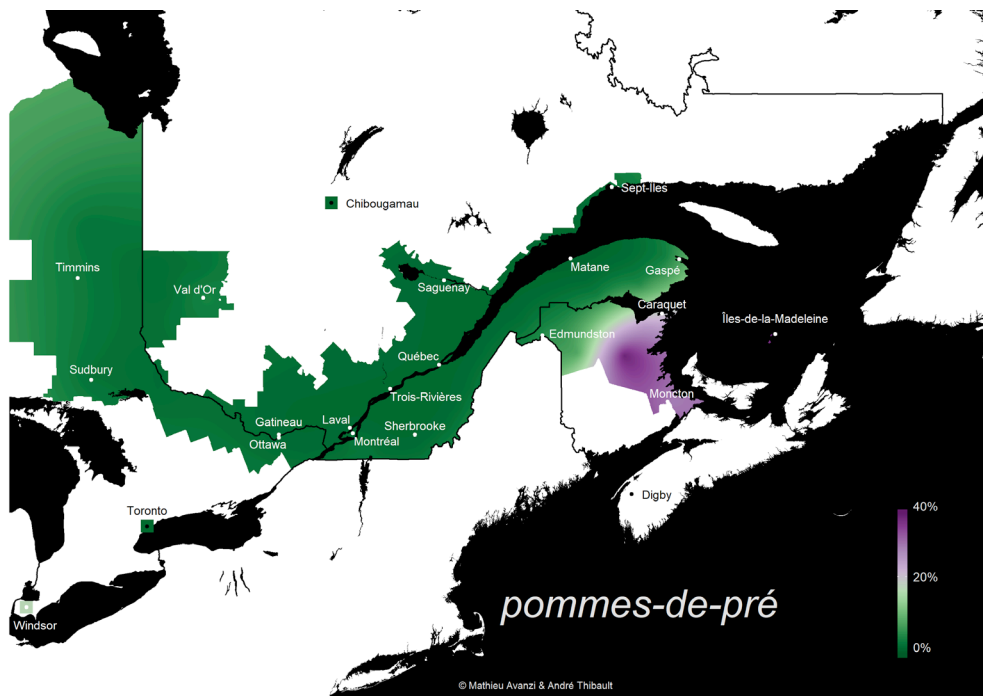 Sept-Iles
Chibougamau
Timmins
Matane
Gaspé
Val d'Or
Saguenay
Caraquet
Îles-de-la-Madeleine
Edmundston
Québec
Sudbury
Trois-Rivières
Moncton
Gatineau
Laval
Sherbrooke
Ottawa
Montréal
Toronto
Digby
40%
20%
pommes-de-pré
Windsor
0%
© Mathieu Avanzi & André Thibault